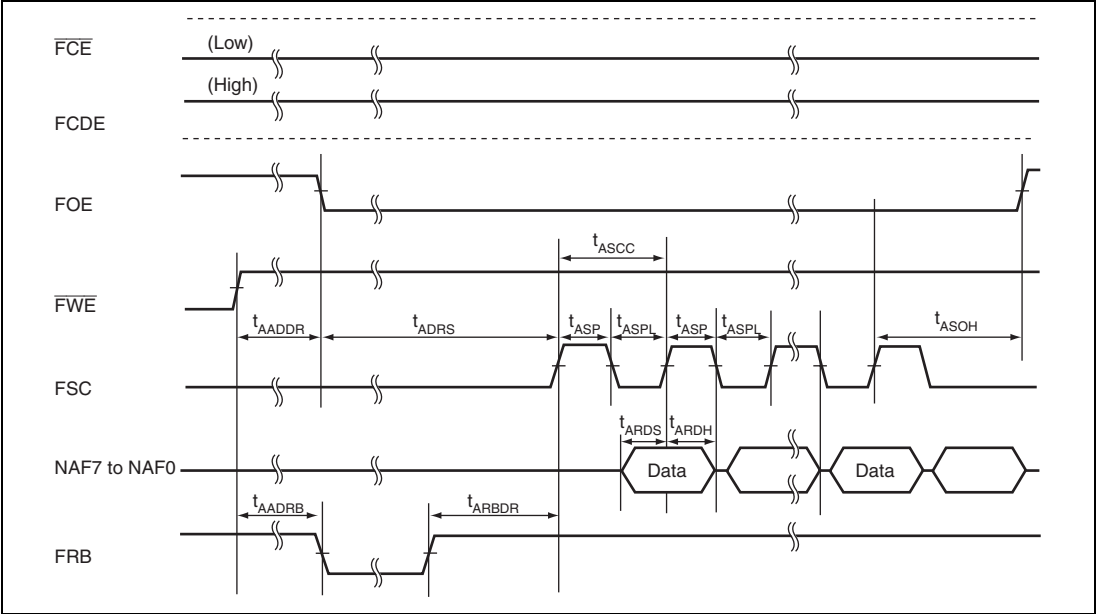 FCE
(Low)
(High)
FCDE
FOE
tASCC
FWE
tAADDR
tADRS
tASP
tASPL
tASP
tASPL
tASOH
FSC
tARDS
tARDH
NAF7 to NAF0
Data
Data
tAADRB
tARBDR
FRB